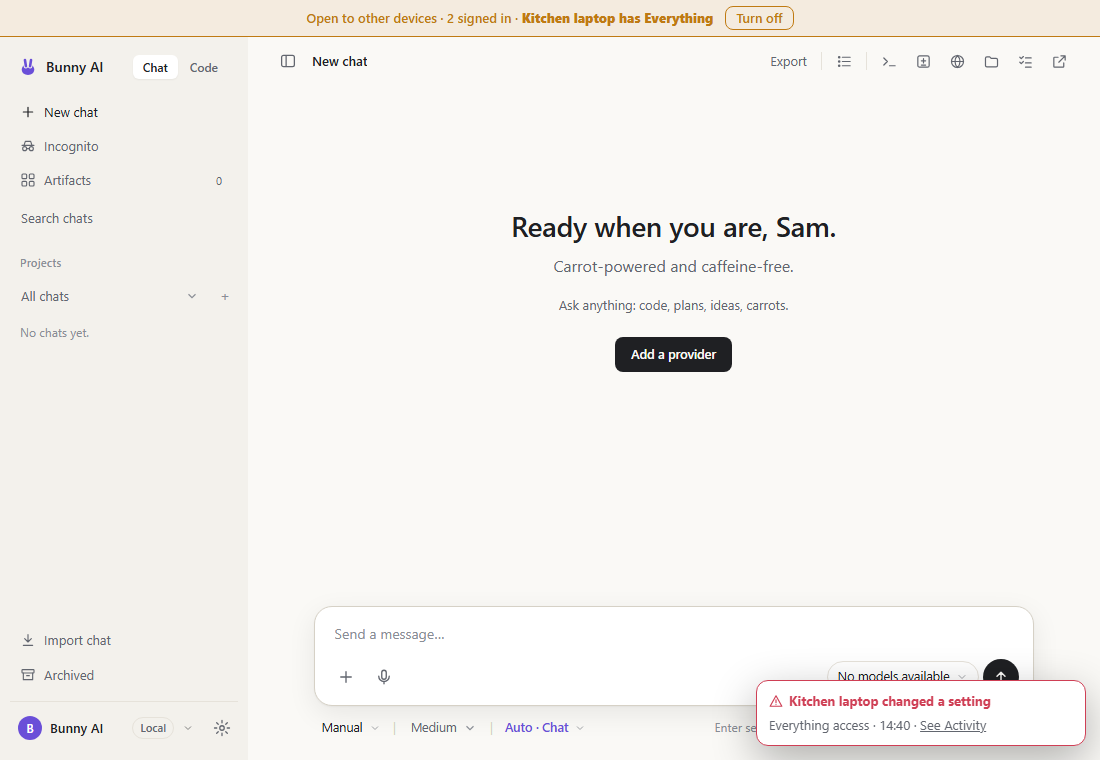 Open to other devices · 2 signed in · Kitchen laptop has Everything
Turn off
Bunny AI
Chat
Code
New chat
Export
New chat
Incognito
Artifacts
0
Search chats
Projects
All chats
No chats yet.
Ready when you are, Sam.
Carrot-powered and caffeine-free.
Ask anything: code, plans, ideas, carrots.
Add a provider
Import chat
Archived
B
Bunny AI
Local
Send a message...
No models available
Manual
Medium
Auto · Chat
Enter
Kitchen laptop changed a setting
Everything access · 14:40 · See Activity